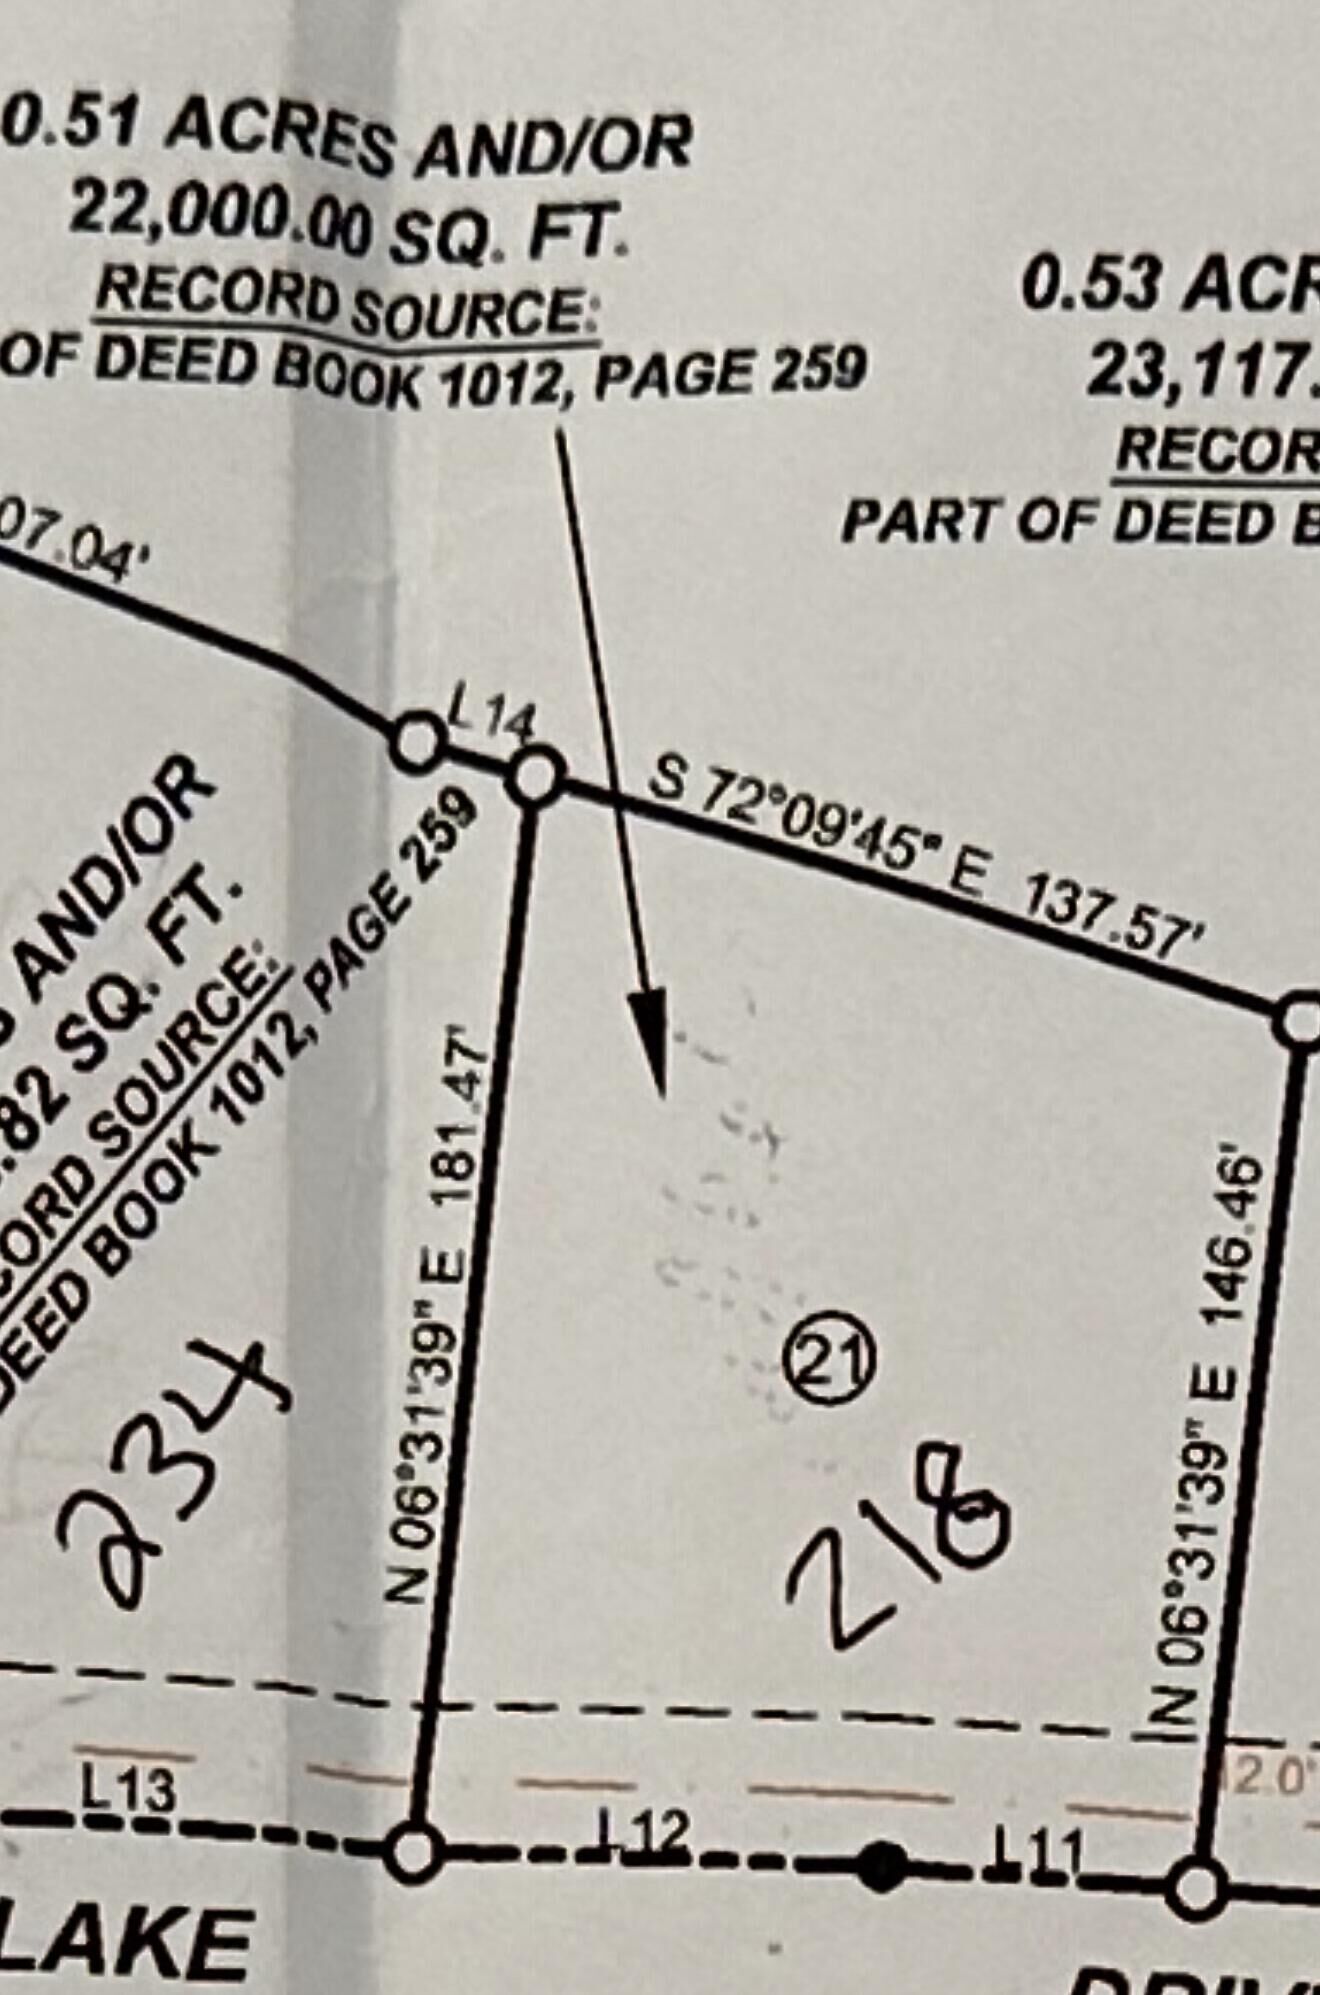 0.51 ACRES AND/OR
22,000.00 SQ. FT.
RECORD SOURCE:
OF DEED BOOK 1012, PAGE 259
0.53 ACR
23,117.
RECOR
PART OF DEED B
07.04'
L14
S 72°09'45" E 137.57'
AND/OR
.82 SQ. FT.
CORD SOURCE:
DEED BOOK 1012, PAGE 259
N 06°31'39" E 181.47'
N 06°31'39" E 146.46'
21
234
218
2.0'
L13
L12
L11
LAKE
DRIV